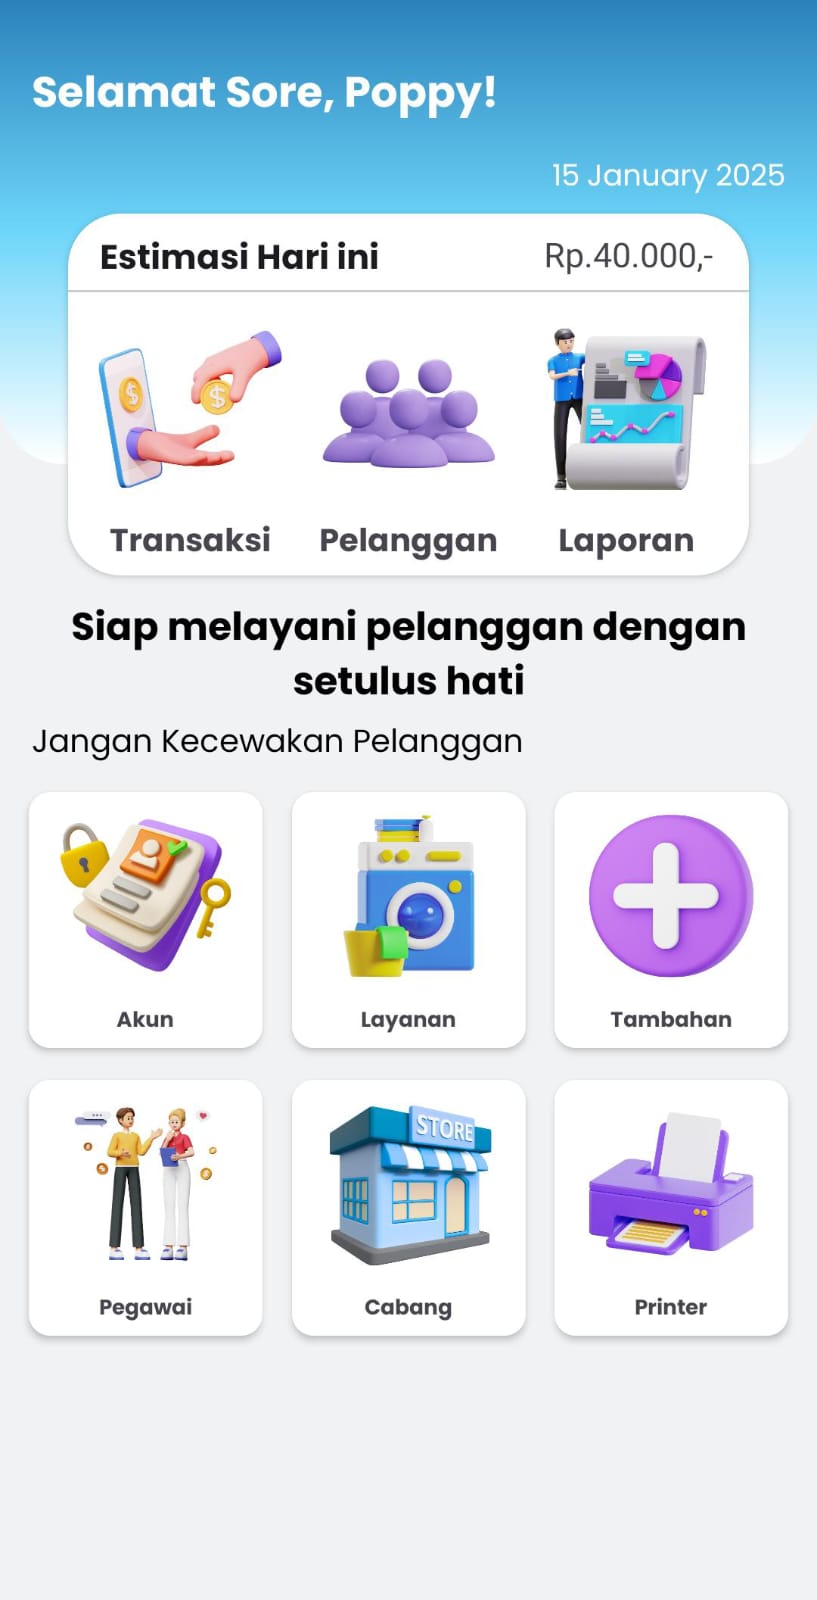 Selamat Sore, Poppy!
15 January 2025
Estimasi Hari ini
Rp.40.000,-
Transaksi
Pelanggan
Laporan
Siap melayani pelanggan dengan
setulus hati
Jangan Kecewakan Pelanggan
Akun
Layanan
Tambahan
STORE
Pegawai
Cabang
Printer